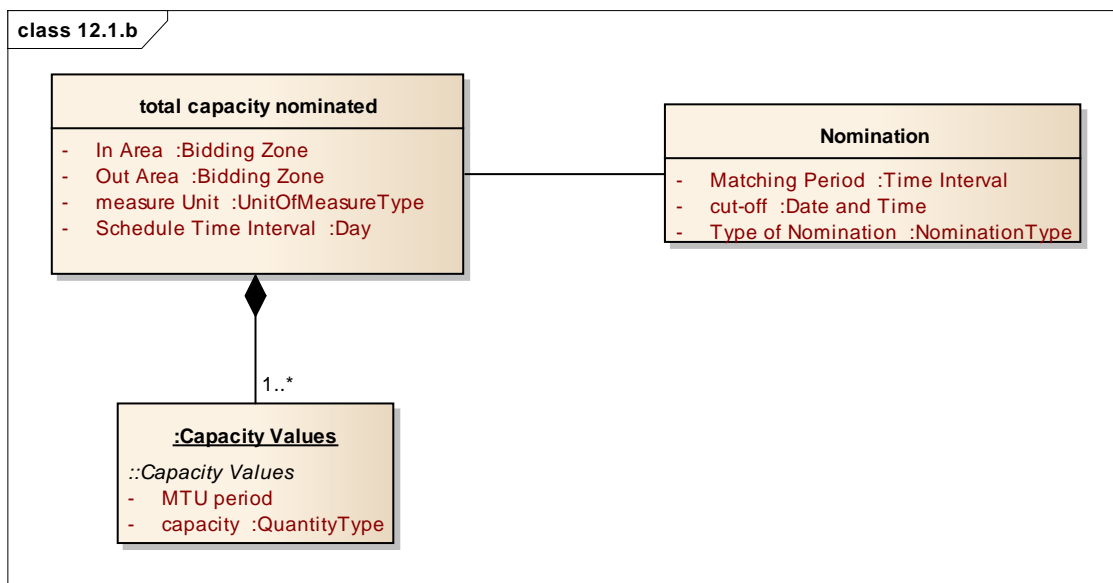 class 12.1.b
total capacity nominated
- In Area :Bidding Zone
- Out Area :Bidding Zone
- measure Unit :UnitOfMeasureType
- Schedule Time Interval :Day
Nomination
- Matching Period :Time Interval
- cut-off :Date and Time
- Type of Nomination :NominationType
1..*
:Capacity Values
::Capacity Values
- MTU period
- capacity :QuantityType